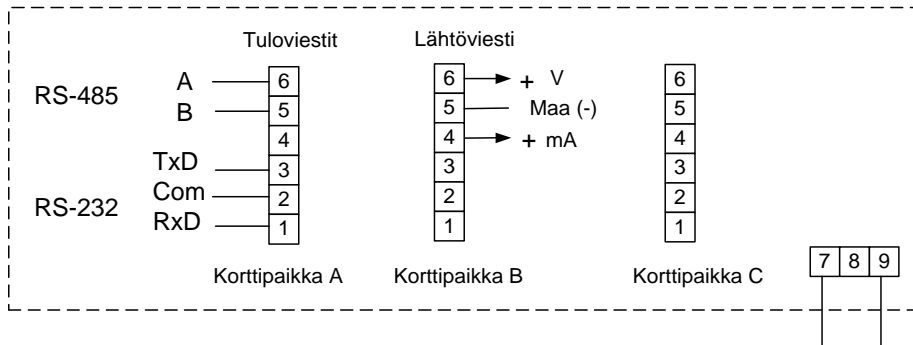 Tuloviestit
Lähtöviesti
RS-485
A
B
TxD
RS-232
Com
RxD
6
5
4
3
2
1
Korttipaikka A
6
5
4
3
2
1
+ V
Maa (-)
+ mA
Korttipaikka B
6
5
4
3
2
1
Korttipaikka C
7 8 9